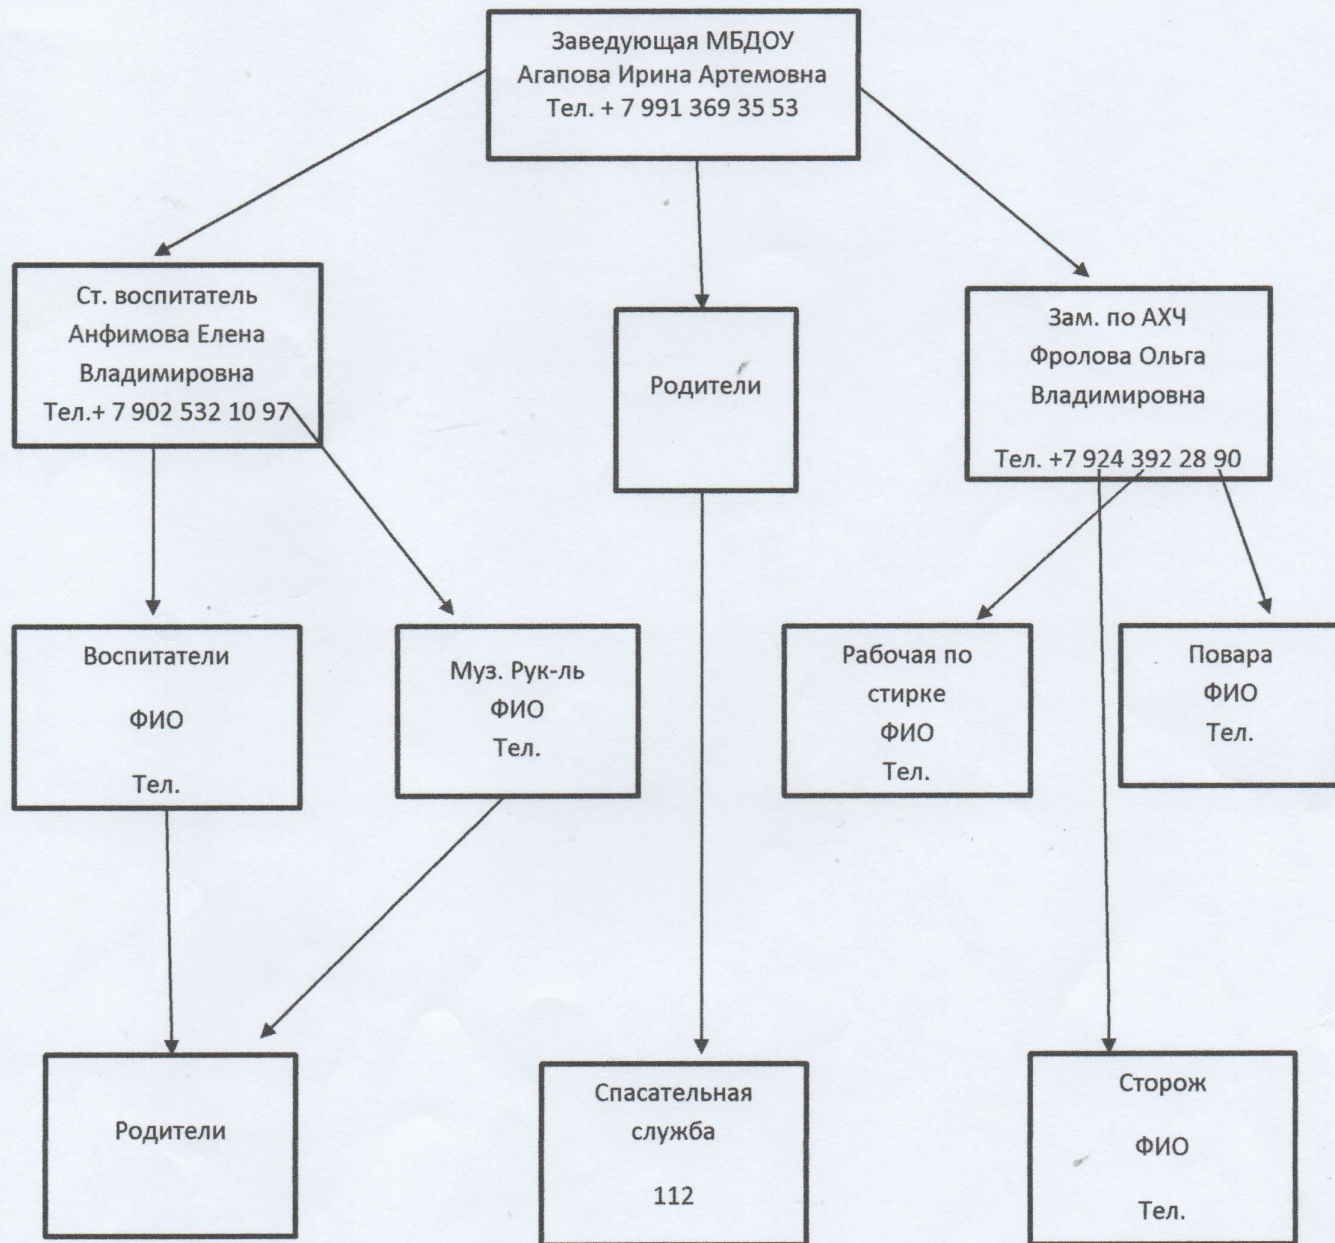 Заведующая МБДОУ
Агапова Ирина Артемовна
Тел. + 7 991 369 35 53
Ст. воспитатель
Анфимова Елена
Владимировна
Тел.+ 7 902 532 10 97
Родители
Зам. по АХЧ
Фролова Ольга
Владимировна
Тел. +7 924 392 28 90
Воспитатели
ФИО
Тел.
Муз. Рук-ль
ФИО
Тел.
Рабочая по
стирке
ФИО
Тел.
Повара
ФИО
Тел.
Родители
Спасательная
служба
112
Сторож
ФИО
Тел.